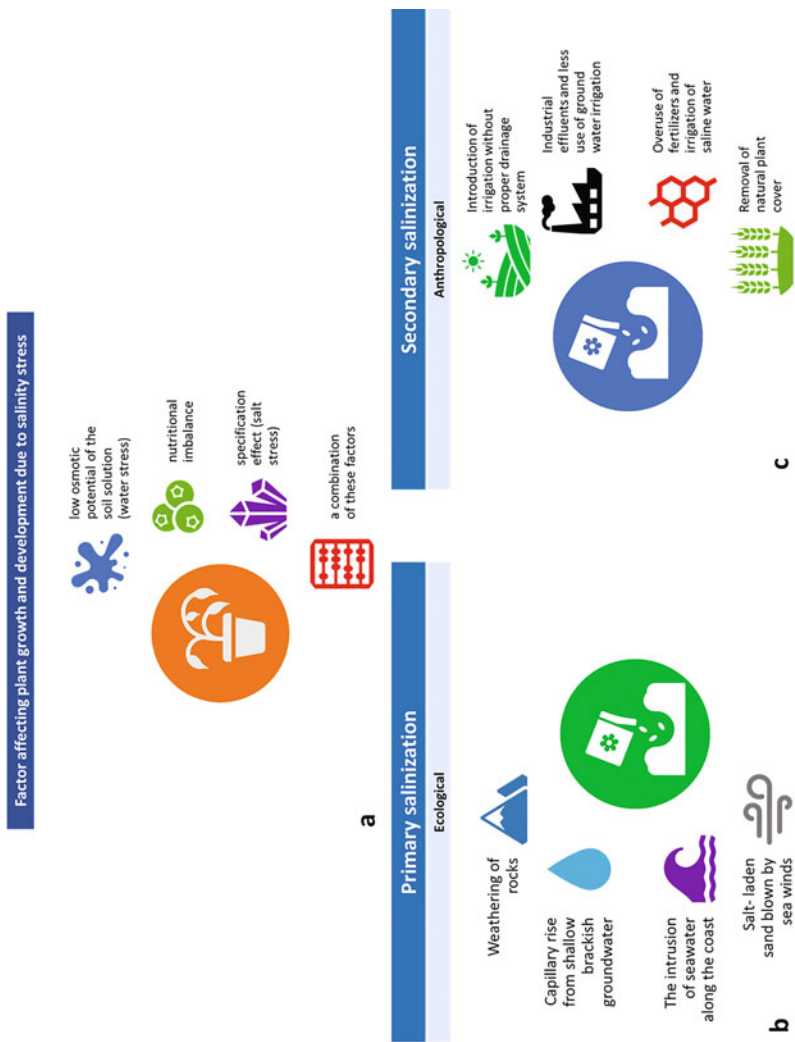 Factor affecting plant growth and development due to salinity stress
low osmotic
potential of the
soil solution
(water stress)
nutritional
imbalance
specification
effect (salt
stress)
a combination
of these factors
a
Primary salinization
Ecological
Weathering of
rocks
Capillary rise
from shallow
brackish
groundwater
The intrusion
of seawater
along the coast
Salt- laden
sand blown by
sea winds
b
Secondary salinization
Anthropological
Introduction of
irrigation without
proper drainage
system
Industrial
effluents and less
use of ground
water irrigation
Overuse of
fertilizers and
irrigation of
saline water
Removal of
natural plant
cover
c